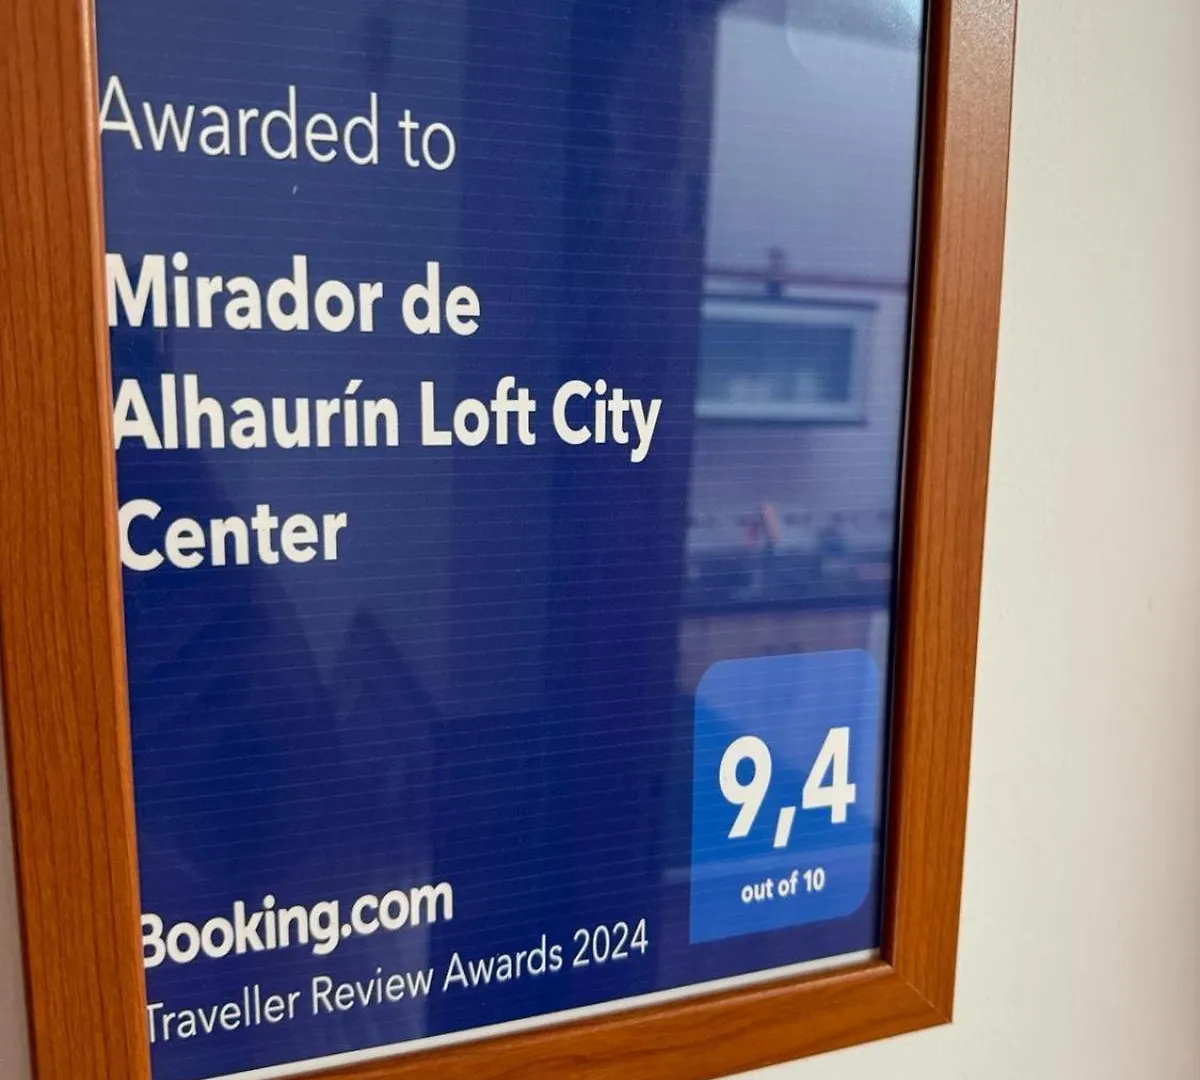 Awarded to
Mirador de
Alhaurín Loft City
Center
9,4
out of 10
Booking.com
Traveller Review Awards 2024